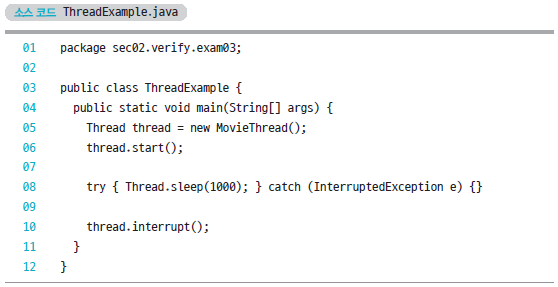 소스 코드 ThreadExample.java
01 package sec02.verify.exam03;
02
03 public class ThreadExample {
04   public static void main(String[] args) {
05     Thread thread = new MovieThread();
06     thread.start();
07
08     try { Thread.sleep(1000); } catch (InterruptedException e) {}
09
10     thread.interrupt();
11   }
12 }